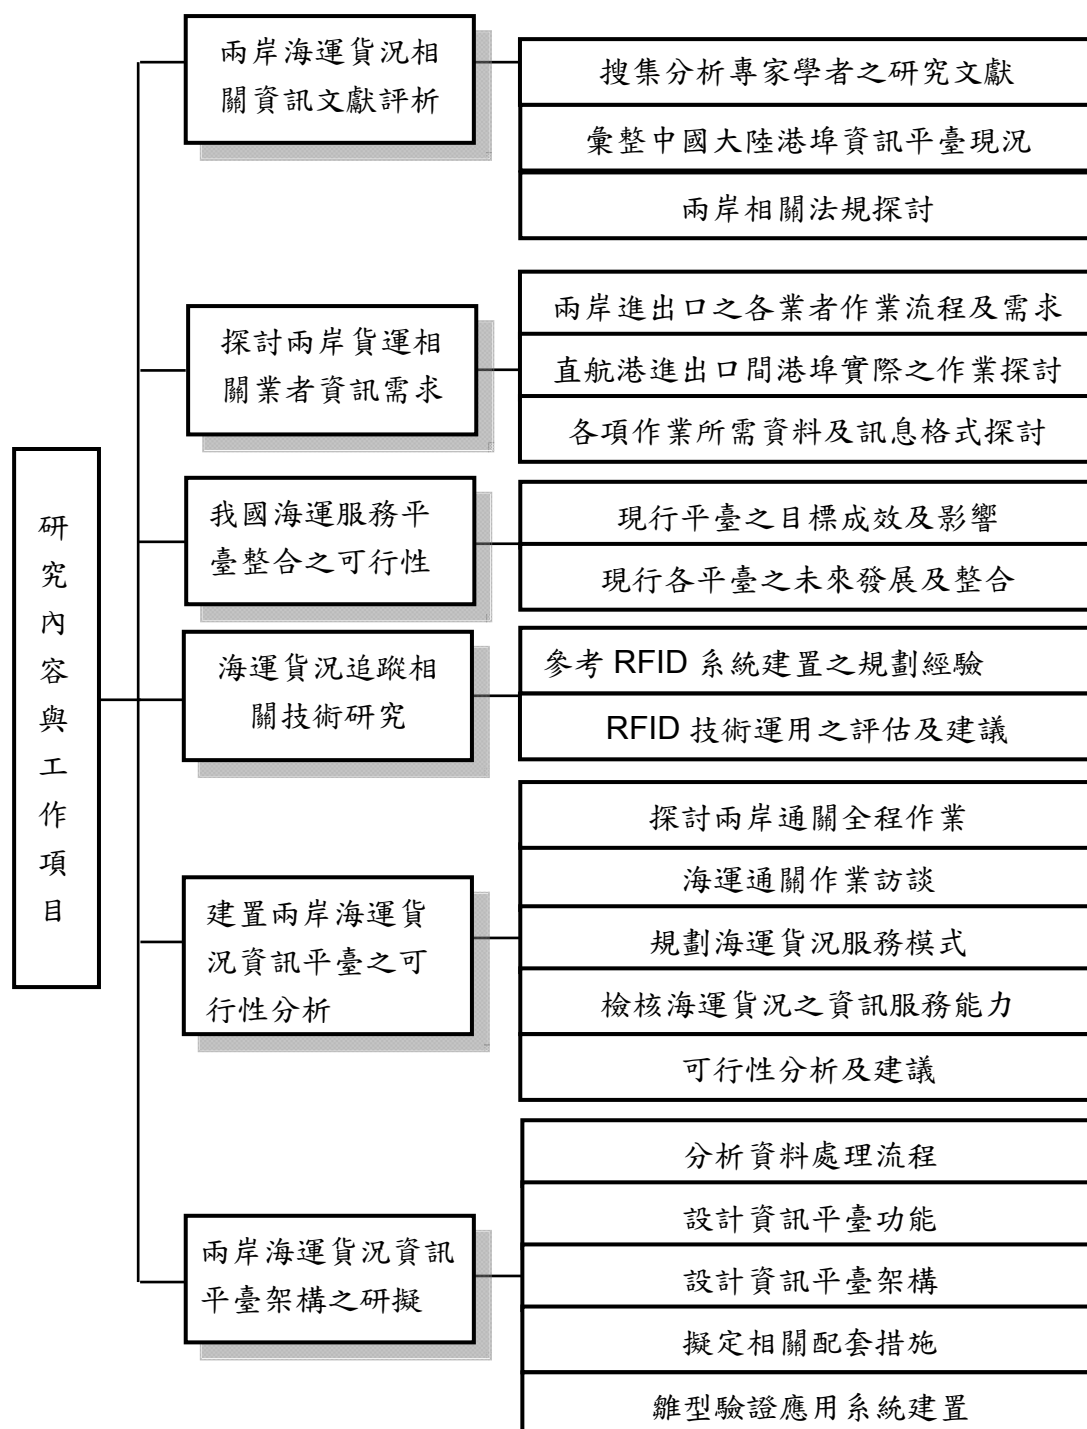 研究內容與工作項目
兩岸海運貨況相
關資訊文獻評析
搜集分析專家學者之研究文獻
彙整中國大陸港埠資訊平臺現況
兩岸相關法規探討
探討兩岸貨運相
關業者資訊需求
兩岸進出口之各業者作業流程及需求
直航港進出口間港埠實際之作業探討
各項作業所需資料及訊息格式探討
我國海運服務平
臺整合之可行性
現行平臺之目標成效及影響
現行各平臺之未來發展及整合
海運貨況追蹤相
關技術研究
參考 RFID 系統建置之規劃經驗
RFID 技術運用之評估及建議
建置兩岸海運貨
況資訊平臺之可
行性分析
探討兩岸通關全程作業
海運通關作業訪談
規劃海運貨況服務模式
檢核海運貨況之資訊服務能力
可行性分析及建議
兩岸海運貨況資訊
平臺架構之研擬
分析資料處理流程
設計資訊平臺功能
設計資訊平臺架構
擬定相關配套措施
雛型驗證應用系統建置